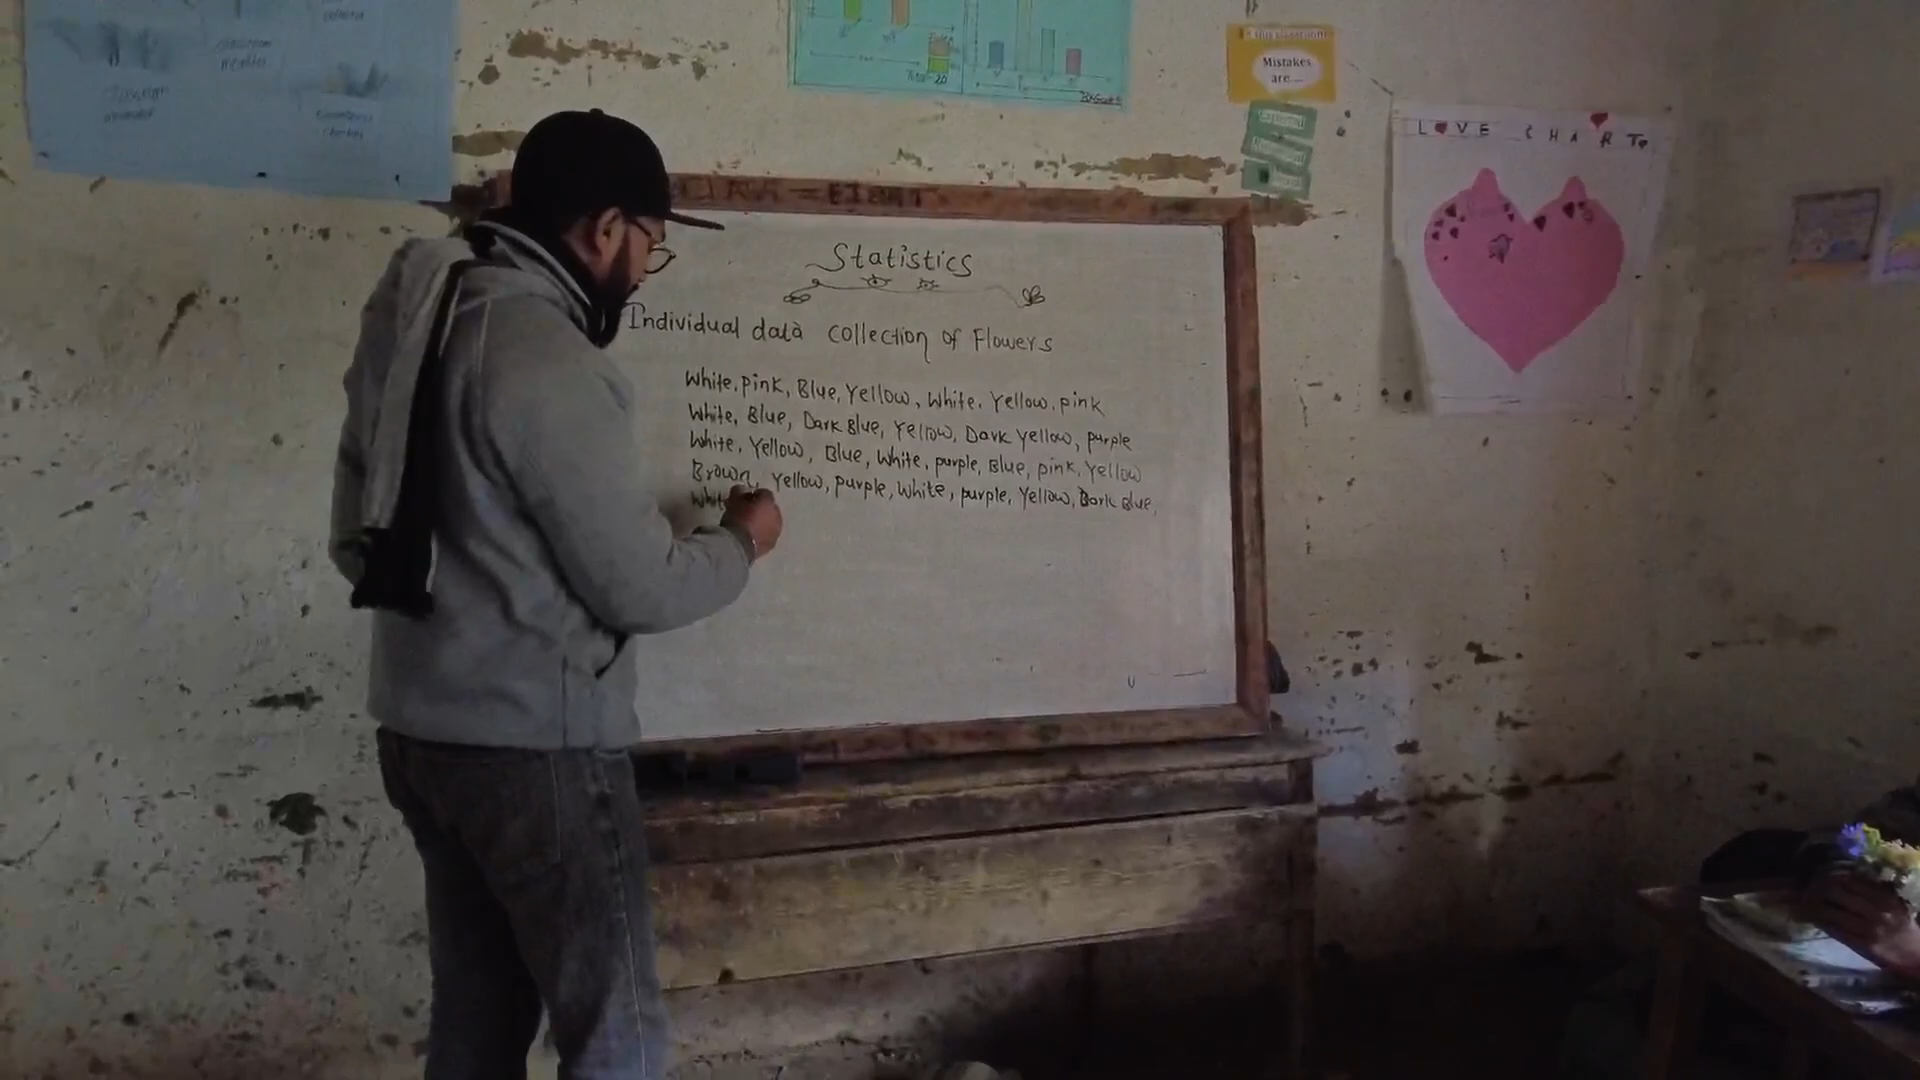 Mistakes
are....
LOVE CHART
Total=20
Statistics
Individual data collection of Flowers
White, Pink, Blue, Yellow, White, Yellow, pink
White, Blue, Dark Blue, Yellow, Dark Yellow, purple
White, Yellow, Blue, White, purple, Blue, pink, Yellow
Brown, Yellow, purple, White, purple, Yellow, Dark Blue,